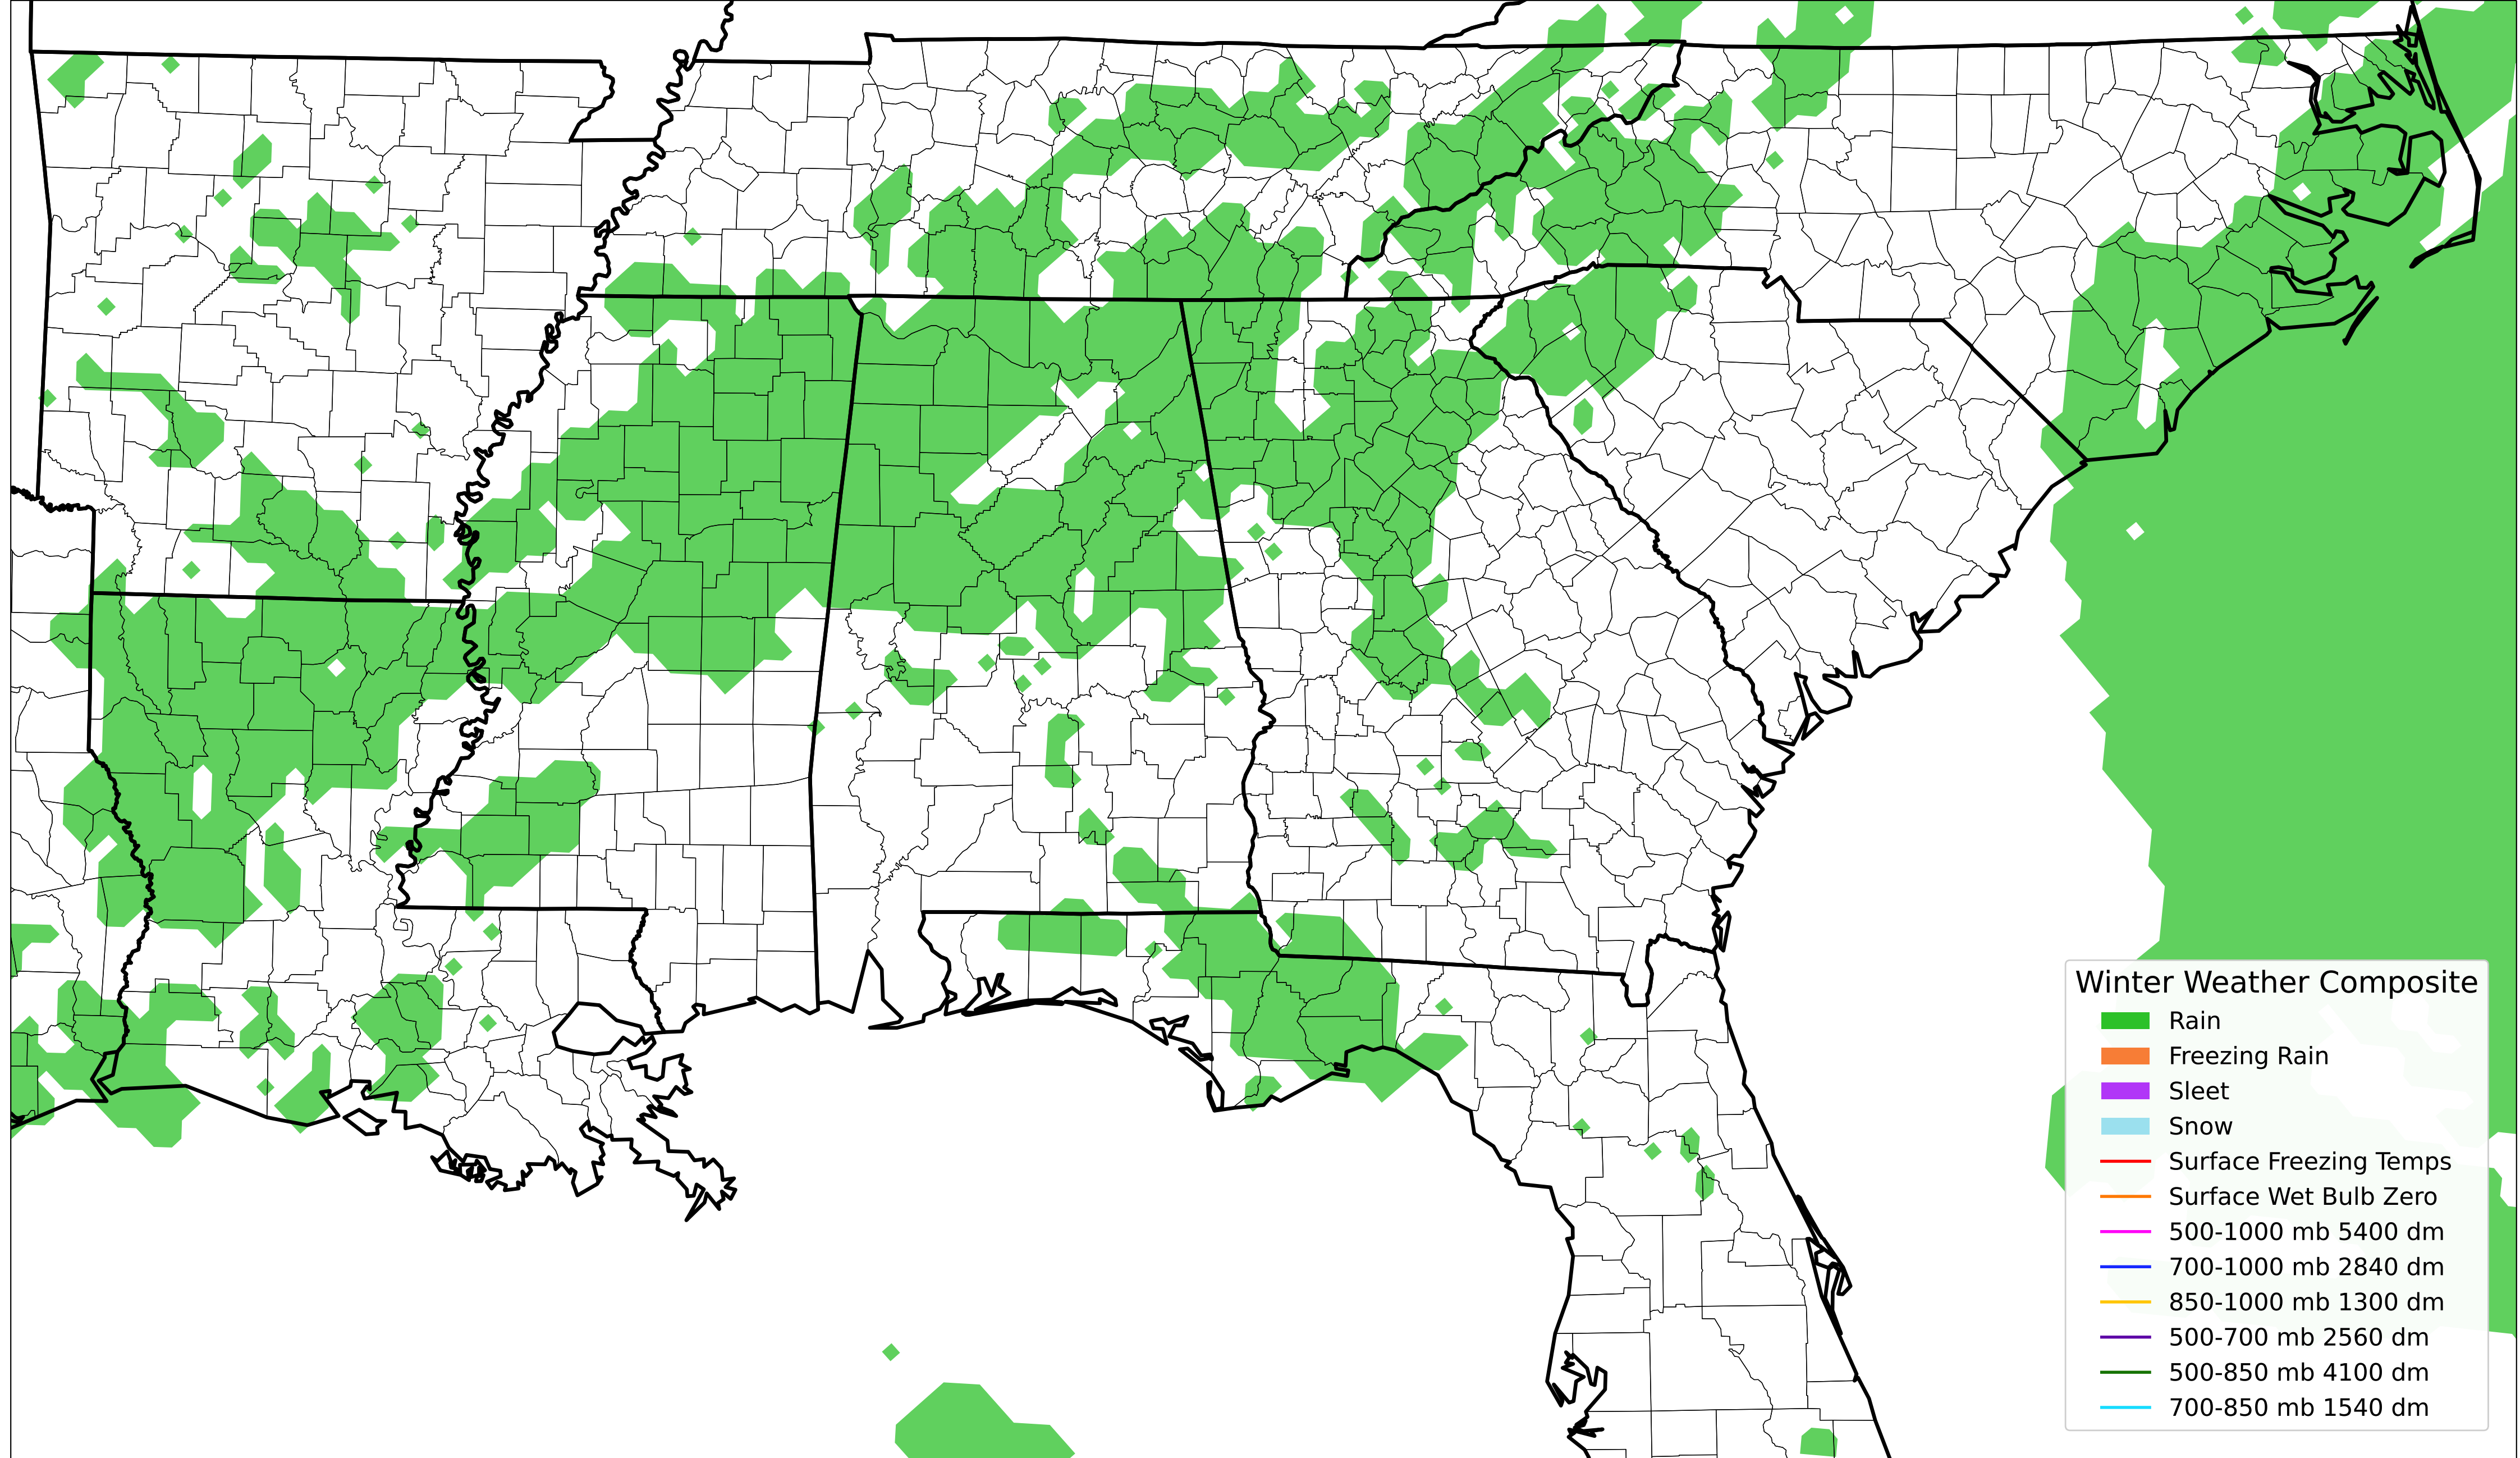 Winter Weather Composite
Rain
Freezing Rain
Sleet
Snow
Surface Freezing Temps
Surface Wet Bulb Zero
500-1000 mb 5400 dm
700-1000 mb 2840 dm
850-1000 mb 1300 dm
500-700 mb 2560 dm
500-850 mb 4100 dm
700-850 mb 1540 dm